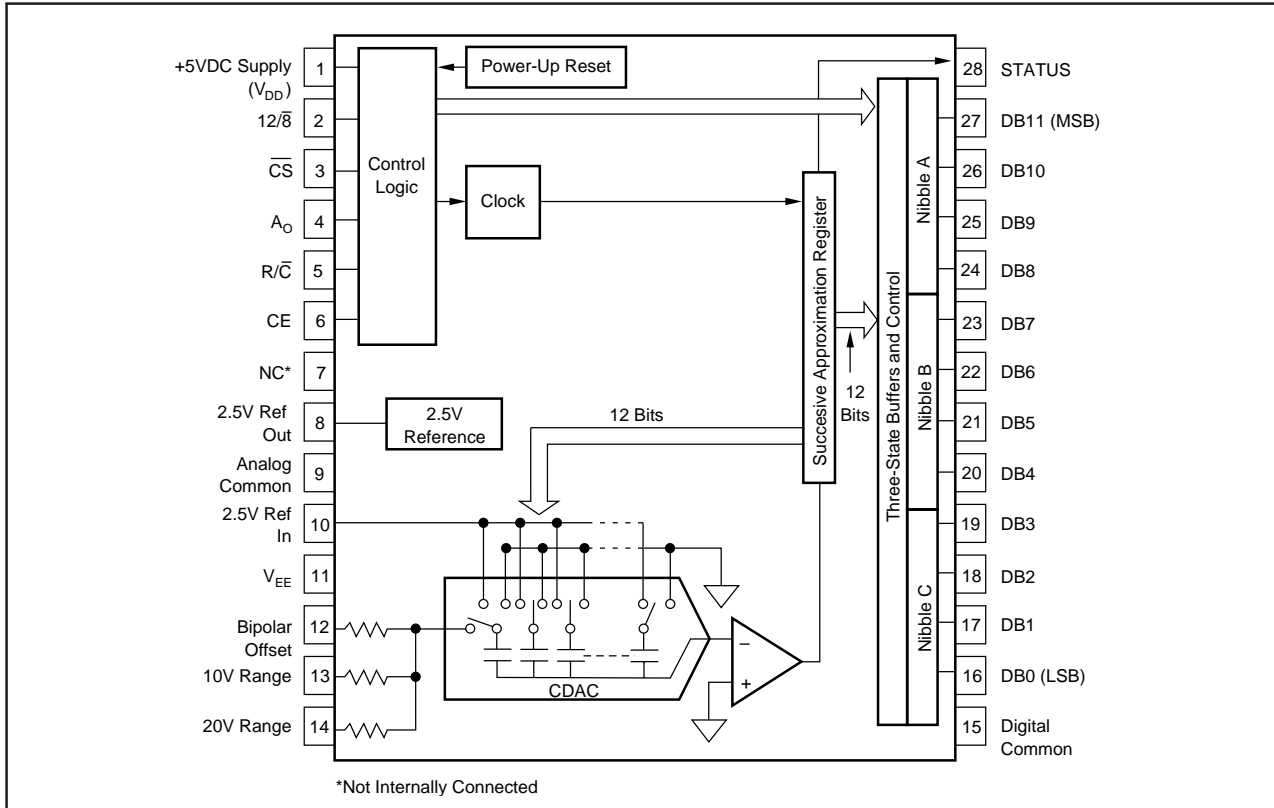 +5VDC Supply
(VDD)
1
12/8̅
2
C̅S̅
3
AO
4
R/C̅
5
CE
6
NC*
7
2.5V Ref
Out
8
Analog
Common
9
2.5V Ref
In
10
VEE
11
Bipolar
Offset
12
10V Range
13
20V Range
14
Control
Logic
Power-Up Reset
Clock
2.5V
Reference
12 Bits
CDAC
−
+
Succesive Approximation Register
12
Bits
Three-State Buffers and Control
Nibble A
Nibble B
Nibble C
28
STATUS
27
DB11 (MSB)
26
DB10
25
DB9
24
DB8
23
DB7
22
DB6
21
DB5
20
DB4
19
DB3
18
DB2
17
DB1
16
DB0 (LSB)
15
Digital
Common
*Not Internally Connected